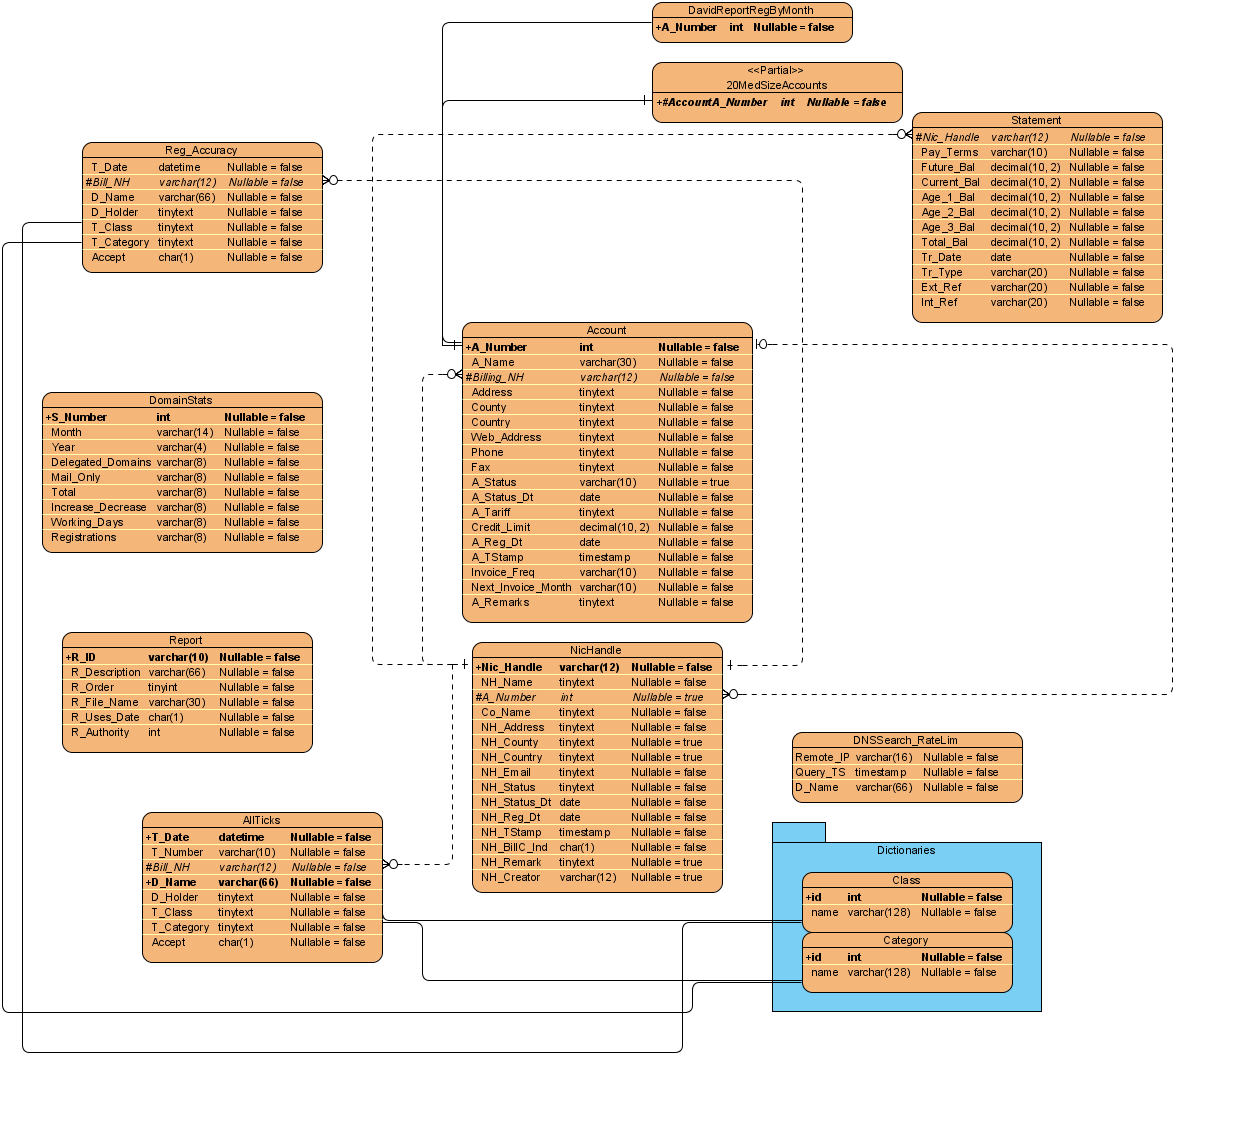 DavidReportRegByMonth
+A_Number int Nullable = false
<<Partial>>
20MedSizeAccounts
+#AccountA_Number int Nullable = false
Statement
#Nic_Handle varchar(12) Nullable = false
Pay_Terms varchar(10) Nullable = false
Future_Bal decimal(10, 2) Nullable = false
Current_Bal decimal(10, 2) Nullable = false
Age_1_Bal decimal(10, 2) Nullable = false
Age_2_Bal decimal(10, 2) Nullable = false
Age_3_Bal decimal(10, 2) Nullable = false
Total_Bal decimal(10, 2) Nullable = false
Tr_Date date Nullable = false
Tr_Type varchar(20) Nullable = false
Ext_Ref varchar(20) Nullable = false
Int_Ref varchar(20) Nullable = false
Reg_Accuracy
T_Date datetime Nullable = false
#Bill_NH varchar(12) Nullable = false
D_Name varchar(66) Nullable = false
D_Holder tinytext Nullable = false
T_Class tinytext Nullable = false
T_Category tinytext Nullable = false
Accept char(1) Nullable = false
Account
+A_Number int Nullable = false
A_Name varchar(30) Nullable = false
#Billing_NH varchar(12) Nullable = false
Address tinytext Nullable = false
County tinytext Nullable = false
Country tinytext Nullable = false
Web_Address tinytext Nullable = false
Phone tinytext Nullable = false
Fax tinytext Nullable = false
A_Status varchar(10) Nullable = true
A_Status_Dt date Nullable = false
A_Tariff tinytext Nullable = false
Credit_Limit decimal(10, 2) Nullable = false
A_Reg_Dt date Nullable = false
A_TStamp timestamp Nullable = false
Invoice_Freq varchar(10) Nullable = false
Next_Invoice_Month varchar(10) Nullable = false
A_Remarks tinytext Nullable = false
DomainStats
+S_Number int Nullable = false
Month varchar(14) Nullable = false
Year varchar(4) Nullable = false
Delegated_Domains varchar(8) Nullable = false
Mail_Only varchar(8) Nullable = false
Total varchar(8) Nullable = false
Increase_Decrease varchar(8) Nullable = false
Working_Days varchar(8) Nullable = false
Registrations varchar(8) Nullable = false
Report
+R_ID varchar(10) Nullable = false
R_Description varchar(66) Nullable = false
R_Order tinyint Nullable = false
R_File_Name varchar(30) Nullable = false
R_Uses_Date char(1) Nullable = false
R_Authority int Nullable = false
NicHandle
+Nic_Handle varchar(12) Nullable = false
NH_Name tinytext Nullable = false
#A_Number int Nullable = true
Co_Name tinytext Nullable = false
NH_Address tinytext Nullable = false
NH_County tinytext Nullable = true
NH_Country tinytext Nullable = true
NH_Email tinytext Nullable = false
NH_Status tinytext Nullable = false
NH_Status_Dt date Nullable = false
NH_Reg_Dt date Nullable = false
NH_TStamp timestamp Nullable = false
NH_BillC_Ind char(1) Nullable = false
NH_Remark tinytext Nullable = true
NH_Creator varchar(12) Nullable = true
DNSSearch_RateLim
Remote_IP varchar(16) Nullable = false
Query_TS timestamp Nullable = false
D_Name varchar(66) Nullable = false
AllTicks
+T_Date datetime Nullable = false
T_Number varchar(10) Nullable = false
#Bill_NH varchar(12) Nullable = false
+D_Name varchar(66) Nullable = false
D_Holder tinytext Nullable = false
T_Class tinytext Nullable = false
T_Category tinytext Nullable = false
Accept char(1) Nullable = false
Dictionaries
Class
+id int Nullable = false
name varchar(128) Nullable = false
Category
+id int Nullable = false
name varchar(128) Nullable = false